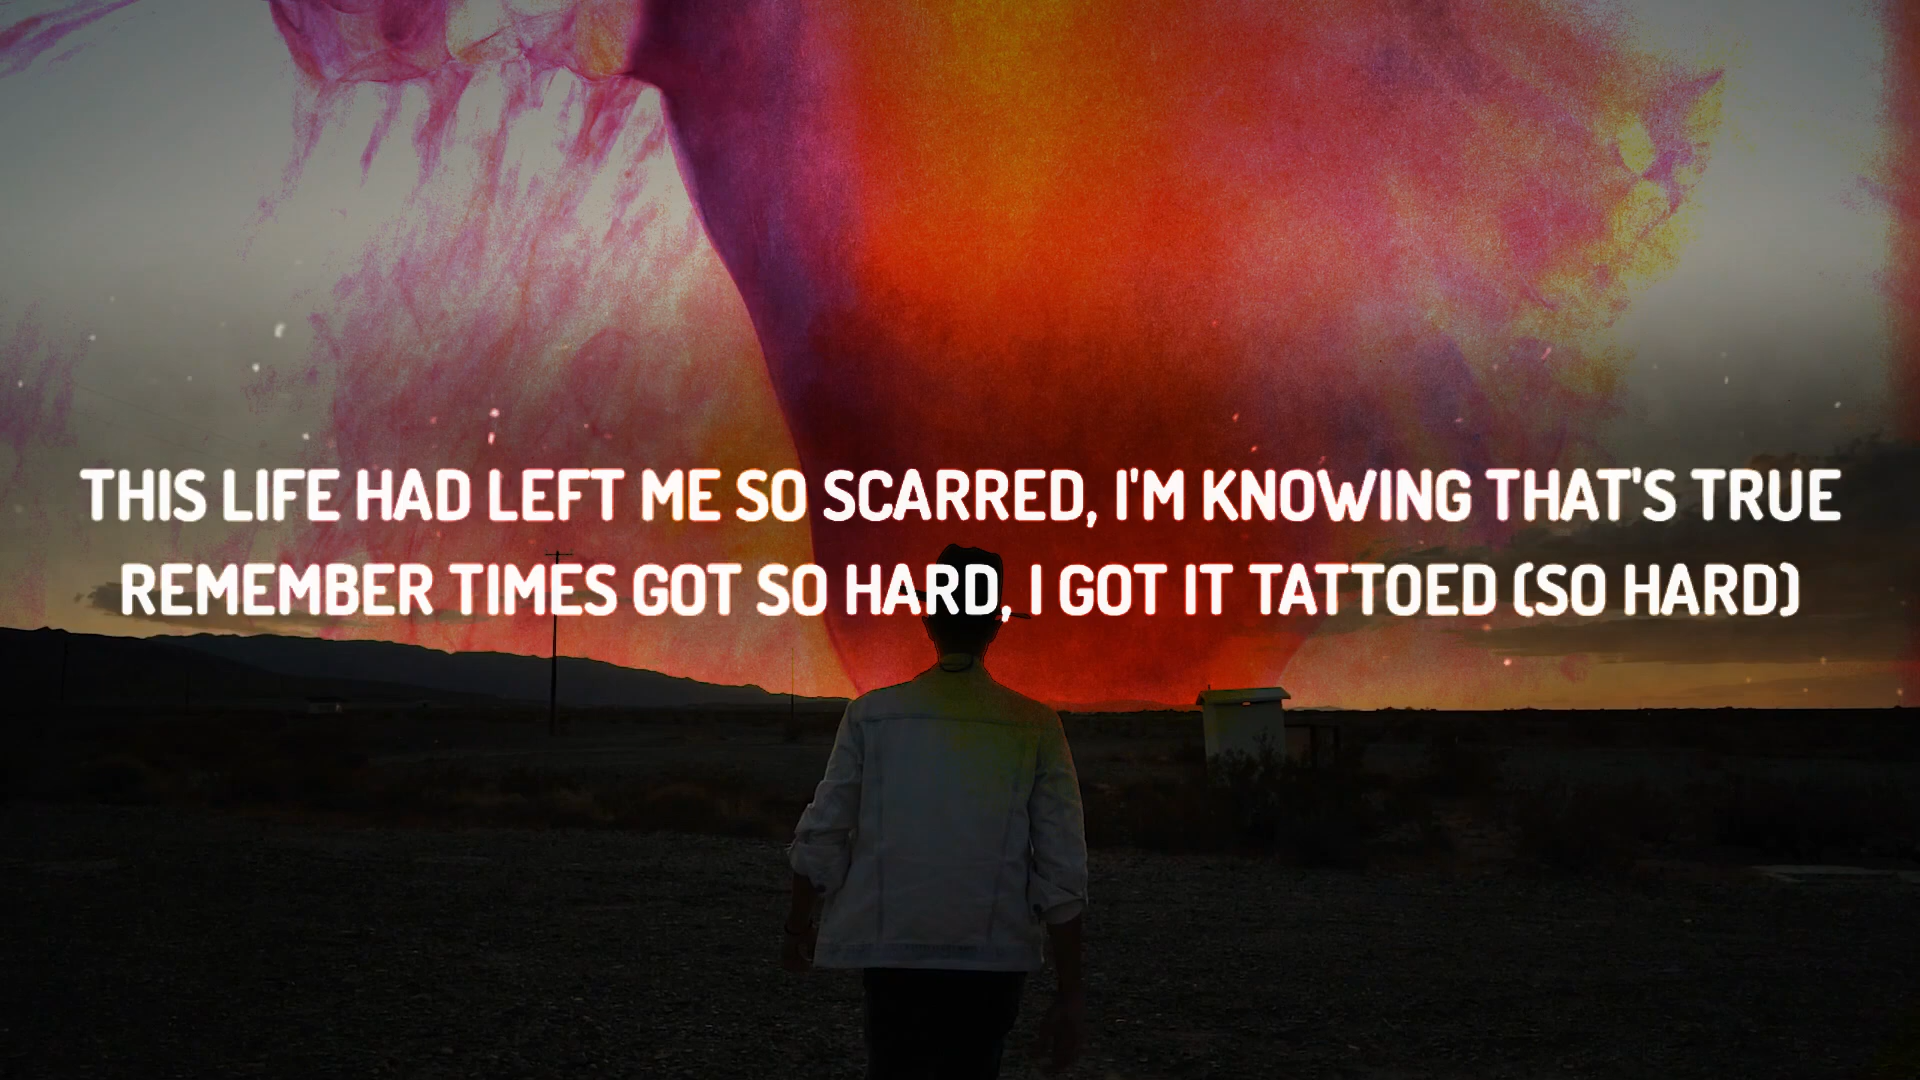 THIS LIFE HAD LEFT ME SO SCARRED, I'M KNOWING THAT'S TRUE
REMEMBER TIMES GOT SO HARD, I GOT IT TATTOED (SO HARD)